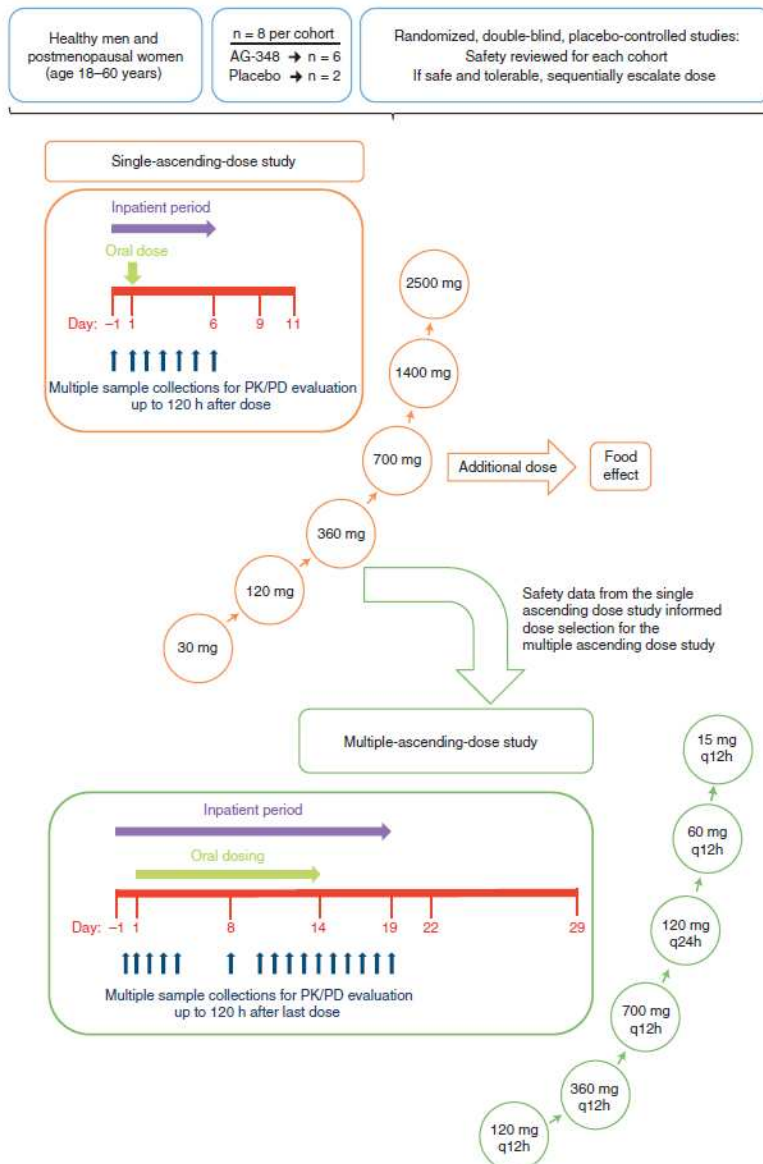 Healthy men and
postmenopausal women
(age 18–60 years)
n = 8 per cohort
AG-348 → n = 6
Placebo → n = 2
Randomized, double-blind, placebo-controlled studies:
Safety reviewed for each cohort
If safe and tolerable, sequentially escalate dose
Single-ascending-dose study
Inpatient period
Oral dose
Day: –1 1 6 9 11
Multiple sample collections for PK/PD evaluation
up to 120 h after dose
2500 mg
1400 mg
700 mg
Additional dose
Food
effect
360 mg
120 mg
30 mg
Safety data from the single
ascending dose study informed
dose selection for the
multiple ascending dose study
Multiple-ascending-dose study
Inpatient period
Oral dosing
Day: –1 1 8 14 19 22 29
Multiple sample collections for PK/PD evaluation
up to 120 h after last dose
15 mg
q12h
60 mg
q12h
120 mg
q24h
700 mg
q12h
360 mg
q12h
120 mg
q12h